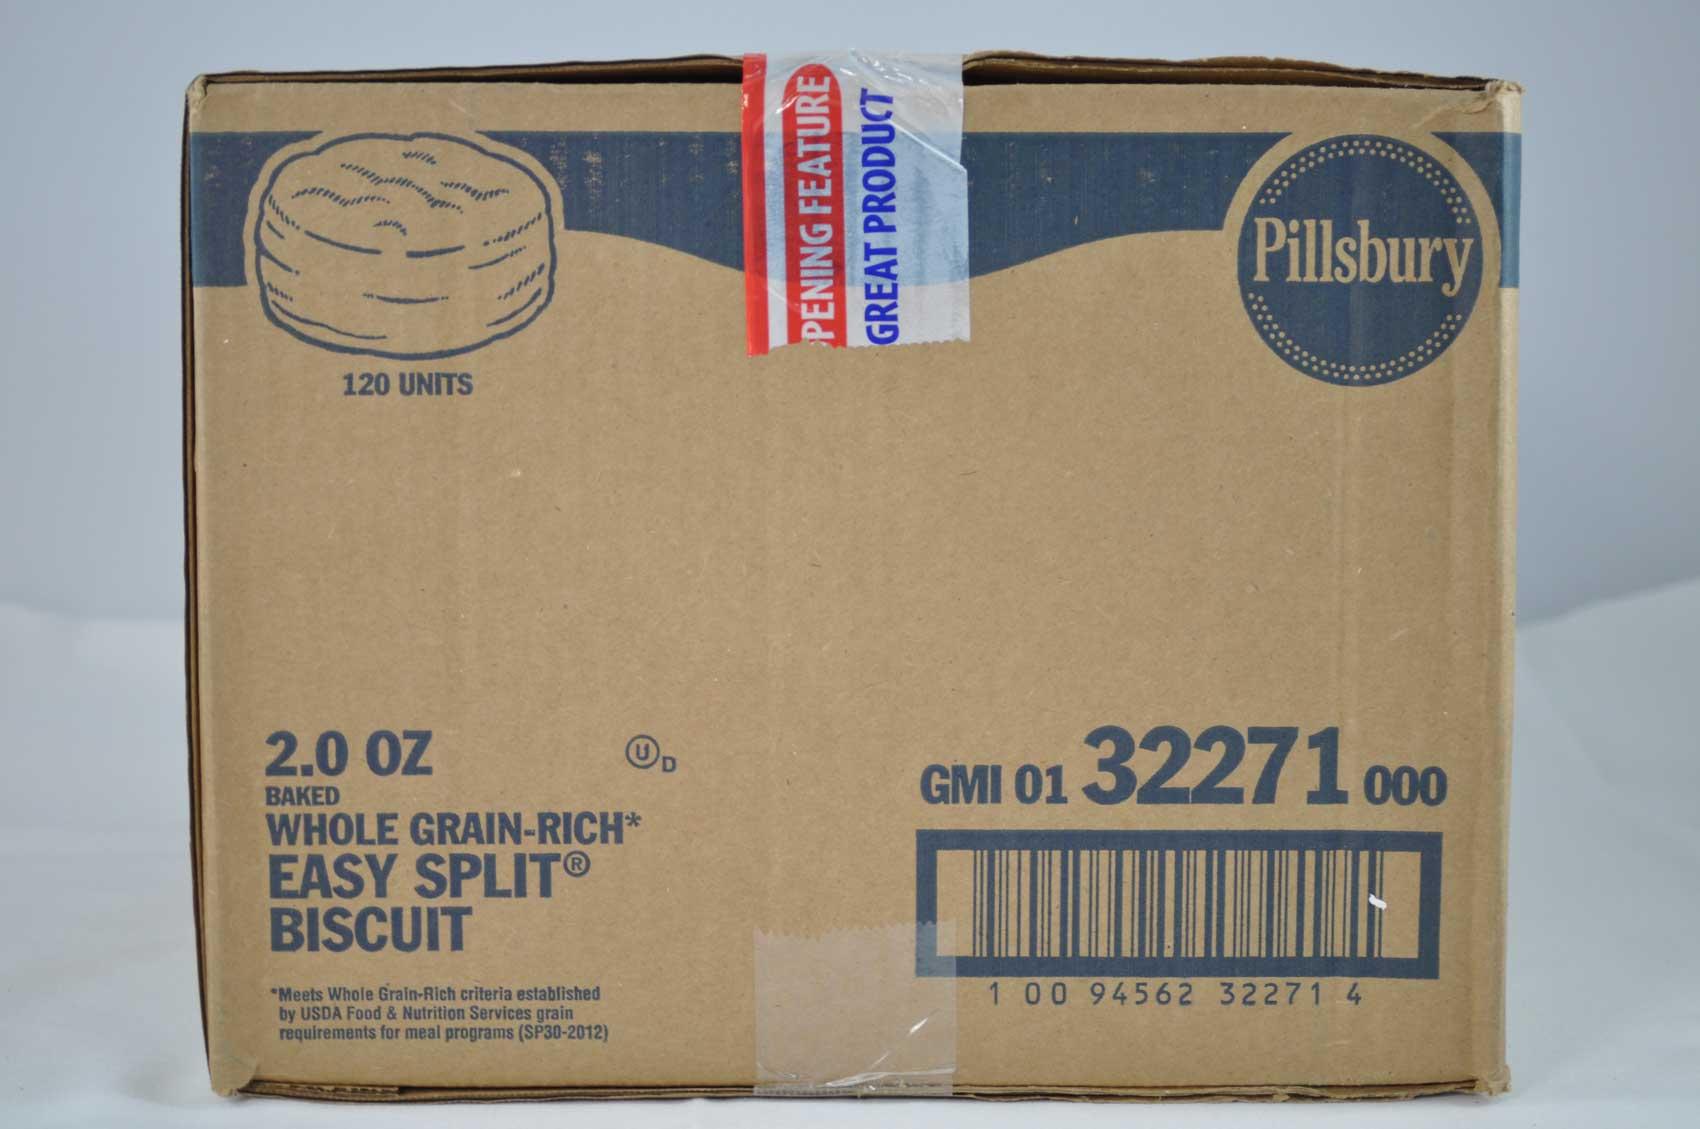 PENING FEATURE
GREAT PRODUCT
Pillsbury
120 UNITS
2.0 OZ
UD
BAKED
WHOLE GRAIN-RICH*
EASY SPLIT®
BISCUIT
*Meets Whole Grain-Rich criteria established
by USDA Food & Nutrition Services grain
requirements for meal programs (SP30-2012)
GMI 01 32271 000
1 00 94562 32271 4